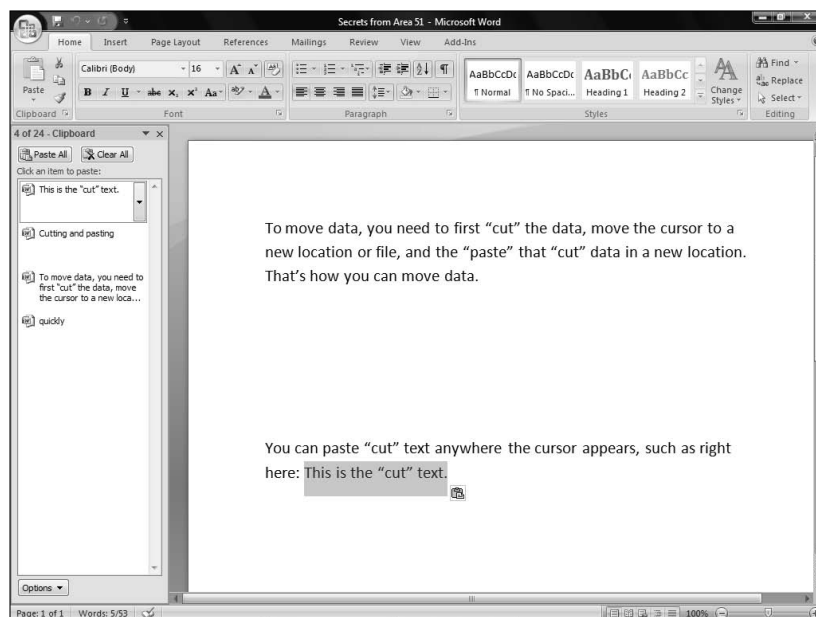 Secrets from Area 51 - Microsoft Word
Home Insert Page Layout References Mailings Review View Add-Ins
Calibri (Body) 16 A A
Paste
B I U abc X₂ X² Aa A
AaBbCcDc AaBbCcDc AaBbC AaBbCc
¶ Normal ¶ No Spaci... Heading 1 Heading 2
Change Styles
Find
Replace
Select
Clipboard Font Paragraph Styles Editing
4 of 24 - Clipboard
Paste All Clear All
Click an item to paste:
This is the "cut" text.
Cutting and pasting
To move data, you need to
first "cut" the data, move
the cursor to a new loca...
quickly
Options
To move data, you need to first “cut” the data, move the cursor to a
new location or file, and the “paste” that “cut” data in a new location.
That’s how you can move data.
You can paste “cut” text anywhere the cursor appears, such as right
here: This is the “cut” text.
Page: 1 of 1 Words: 5/53 100%